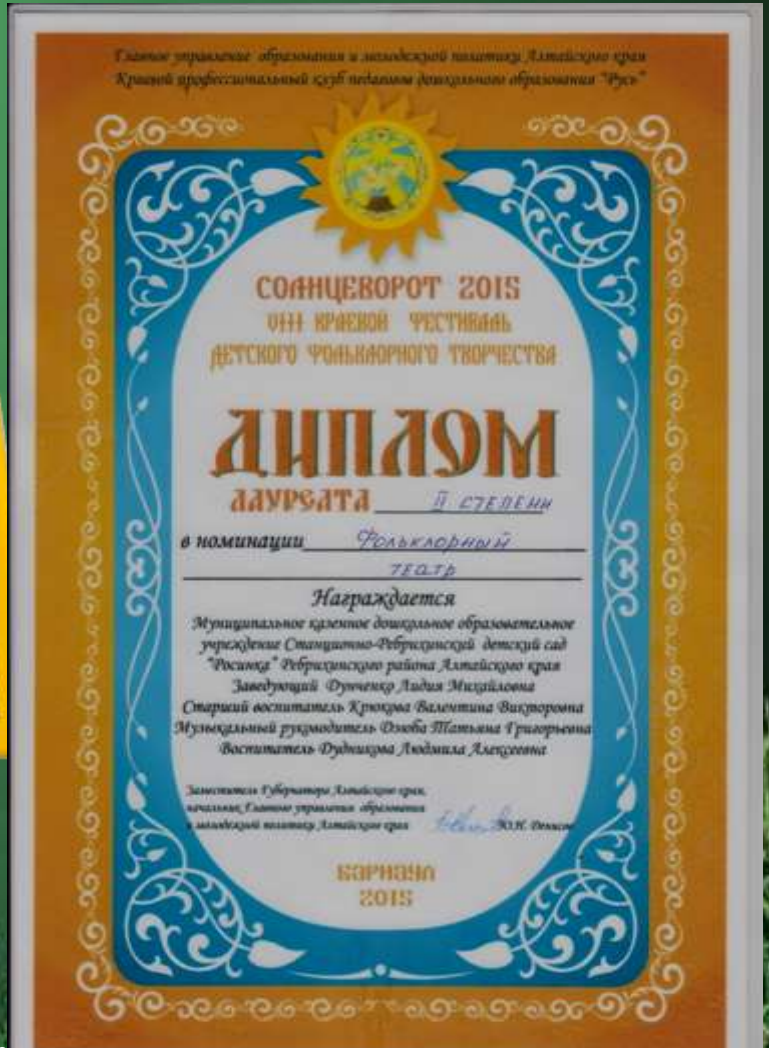 Главное управление образования и молодежной политики Алтайского края
Краевой профессиональный клуб педагогов дошкольного образования "Русь"
СОЛНЦЕВОРОТ 2015
VIII КРАЕВОЙ ФЕСТИВАЛЬ
ДЕТСКОГО ФОЛЬКЛОРНОГО ТВОРЧЕСТВА
ДИПЛОМ
ЛАУРЕАТА II СТЕПЕНИ
в номинации Фольклорный
театр
Награждается
Муниципальное казенное дошкольное образовательное
учреждение Станционно-Ребрихинский детский сад
"Росинка" Ребрихинского района Алтайского края
Заведующий Дунченко Лидия Михайловна
Старший воспитатель Крюкова Валентина Викторовна
Музыкальный руководитель Дзюба Татьяна Григорьевна
Воспитатель Дудникова Людмила Алексеевна
Заместитель Губернатора Алтайского края,
начальник Главного управления образования
и молодежной политики Алтайского края Ю.Н. Денисов
БАРНАУЛ
2015